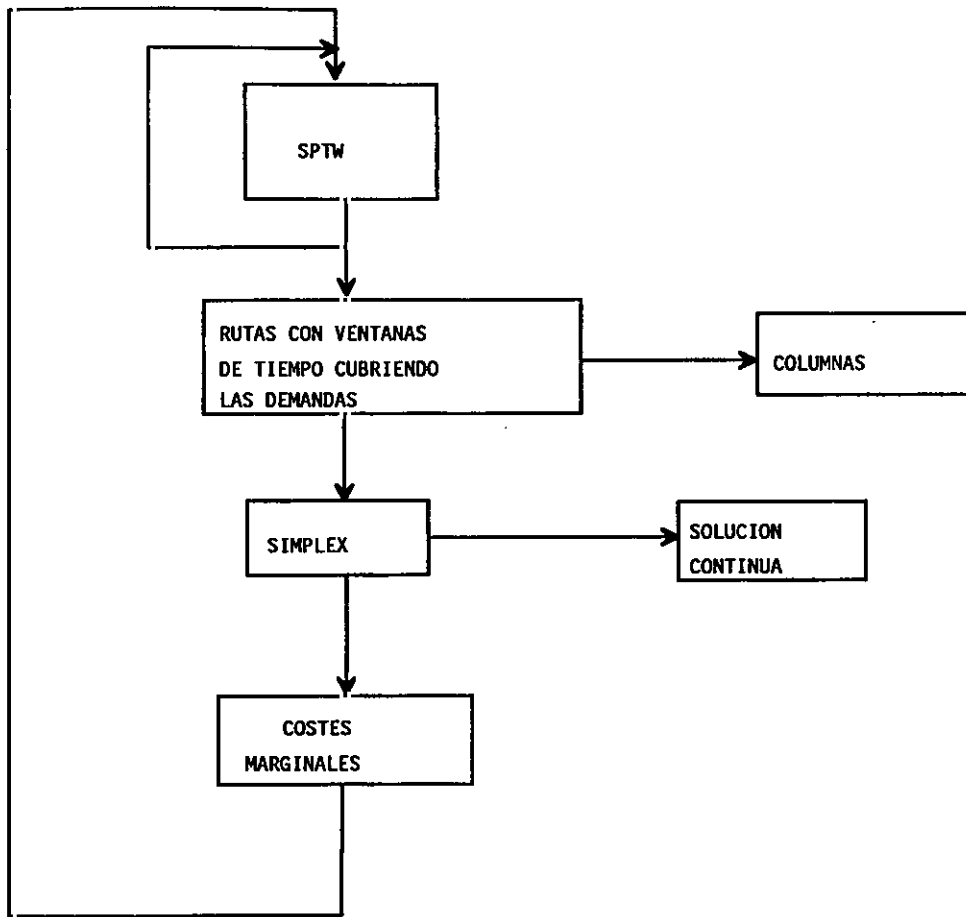 SPTW
RUTAS CON VENTANAS
DE TIEMPO CUBRIENDO
LAS DEMANDAS
COLUMNAS
SIMPLEX
SOLUCION
CONTINUA
COSTES
MARGINALES